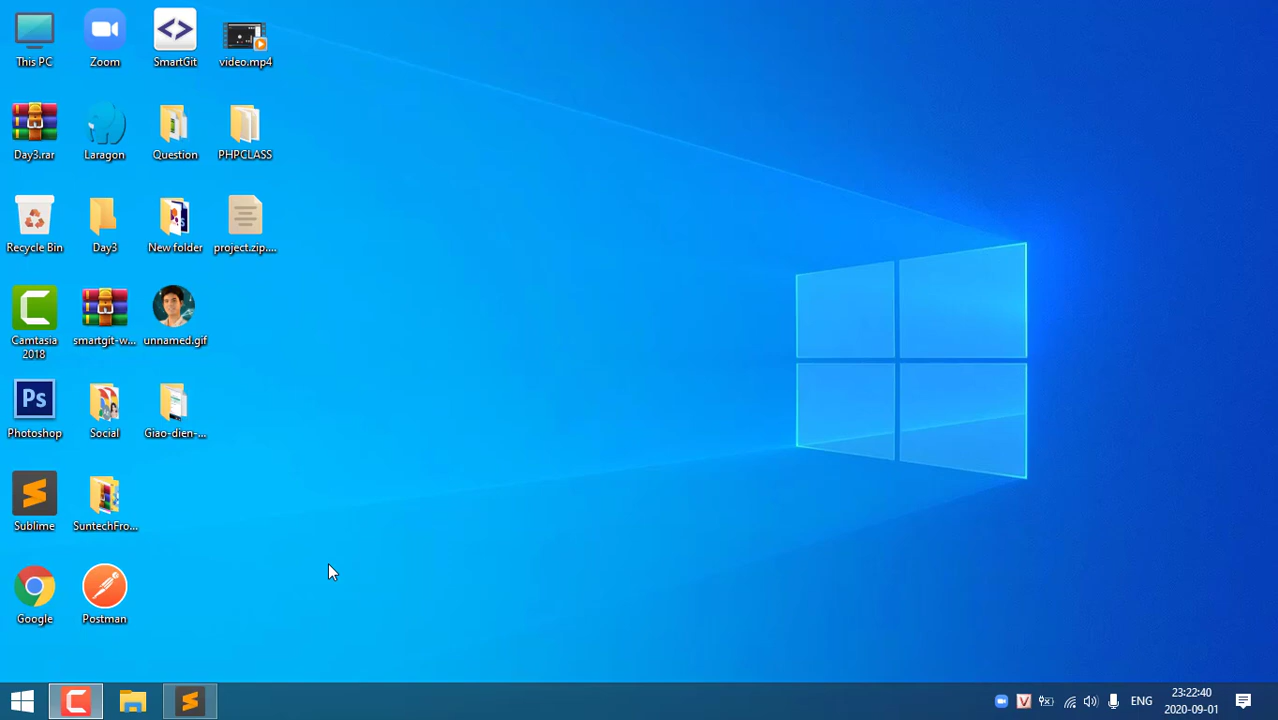 This PC
Zoom
SmartGit
video.mp4
Day3.rar
Laragon
Question
PHPCLASS
Recycle Bin
Day3
New folder
project.zip....
Camtasia
2018
smartgit-w...
unnamed.gif
Ps
Photoshop
Social
Giao-dien-...
Sublime
SuntechFro...
Google
Postman
V
ENG
23:22:40
2020-09-01